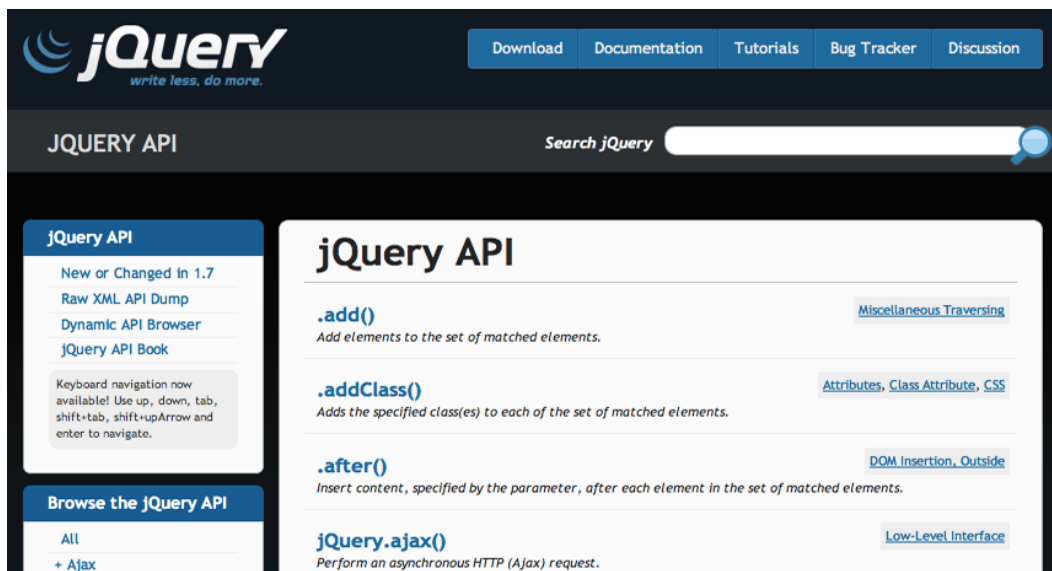 jQuery
write less, do more.
Download Documentation Tutorials Bug Tracker Discussion
JQUERY API
Search jQuery
jQuery API
New or Changed in 1.7
Raw XML API Dump
Dynamic API Browser
jQuery API Book
Keyboard navigation now
available! Use up, down, tab,
shift+tab, shift+upArrow and
enter to navigate.
Browse the jQuery API
All
+ Ajax
jQuery API
.add()
Miscellaneous Traversing
Add elements to the set of matched elements.
.addClass()
Attributes, Class Attribute, CSS
Adds the specified class(es) to each of the set of matched elements.
.after()
DOM Insertion, Outside
Insert content, specified by the parameter, after each element in the set of matched elements.
jQuery.ajax()
Low-Level Interface
Perform an asynchronous HTTP (Ajax) request.